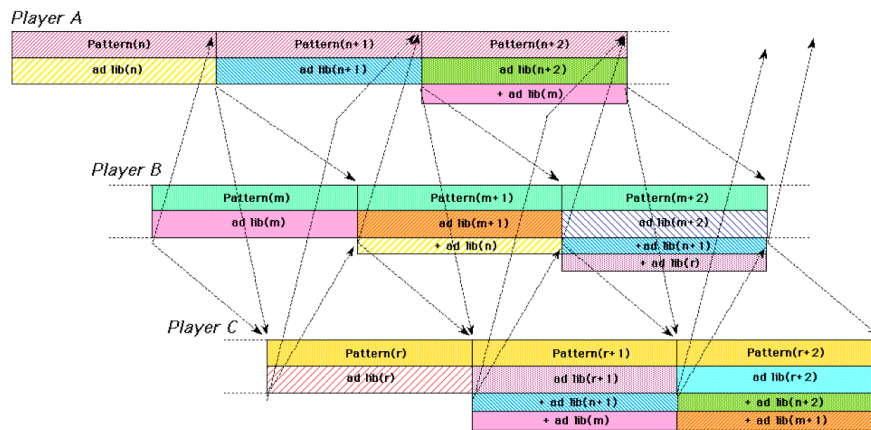 Player A
Pattern(n) Pattern(n+1) Pattern(n+2)
ad lib(n) ad lib(n+1) ad lib(n+2)
+ ad lib(m)
Player B
Pattern(m) Pattern(m+1) Pattern(m+2)
ad lib(m) ad lib(m+1) ad lib(m+2)
+ ad lib(n) + ad lib(n+1)
+ ad lib(r)
Player C
Pattern(r) Pattern(r+1) Pattern(r+2)
ad lib(r) ad lib(r+1) ad lib(r+2)
+ ad lib(n+1) + ad lib(n+2)
+ ad lib(m) + ad lib(m+1)